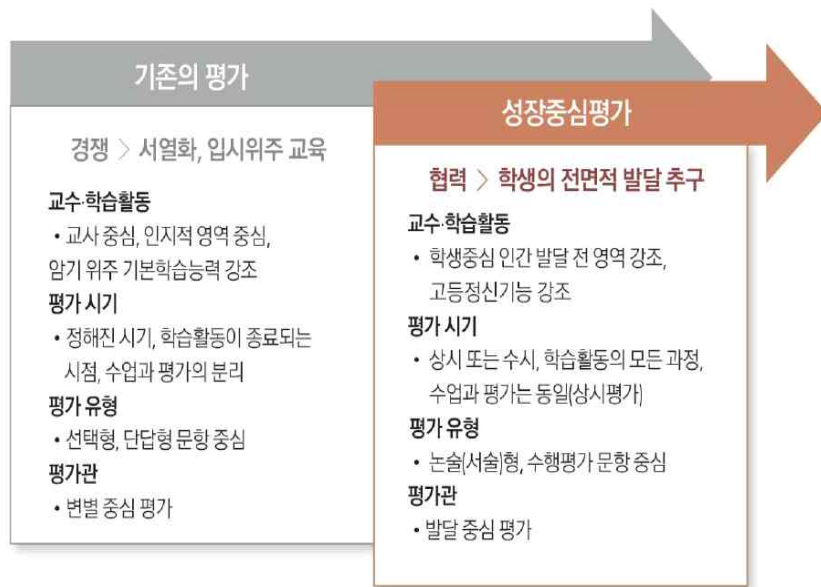 기존의 평가
경쟁 > 서열화, 입시위주 교육
교수·학습활동
• 교사 중심, 인지적 영역 중심,
암기 위주 기본학습능력 강조
평가 시기
• 정해진 시기, 학습활동이 종료되는
시점, 수업과 평가의 분리
평가 유형
• 선택형, 단답형 문항 중심
평가관
• 변별 중심 평가
성장중심평가
협력 > 학생의 전면적 발달 추구
교수·학습활동
• 학생중심 인간 발달 전 영역 강조,
고등정신기능 강조
평가 시기
• 상시 또는 수시, 학습활동의 모든 과정,
수업과 평가는 동일(상시평가)
평가 유형
• 논술(서술)형, 수행평가 문항 중심
평가관
• 발달 중심 평가